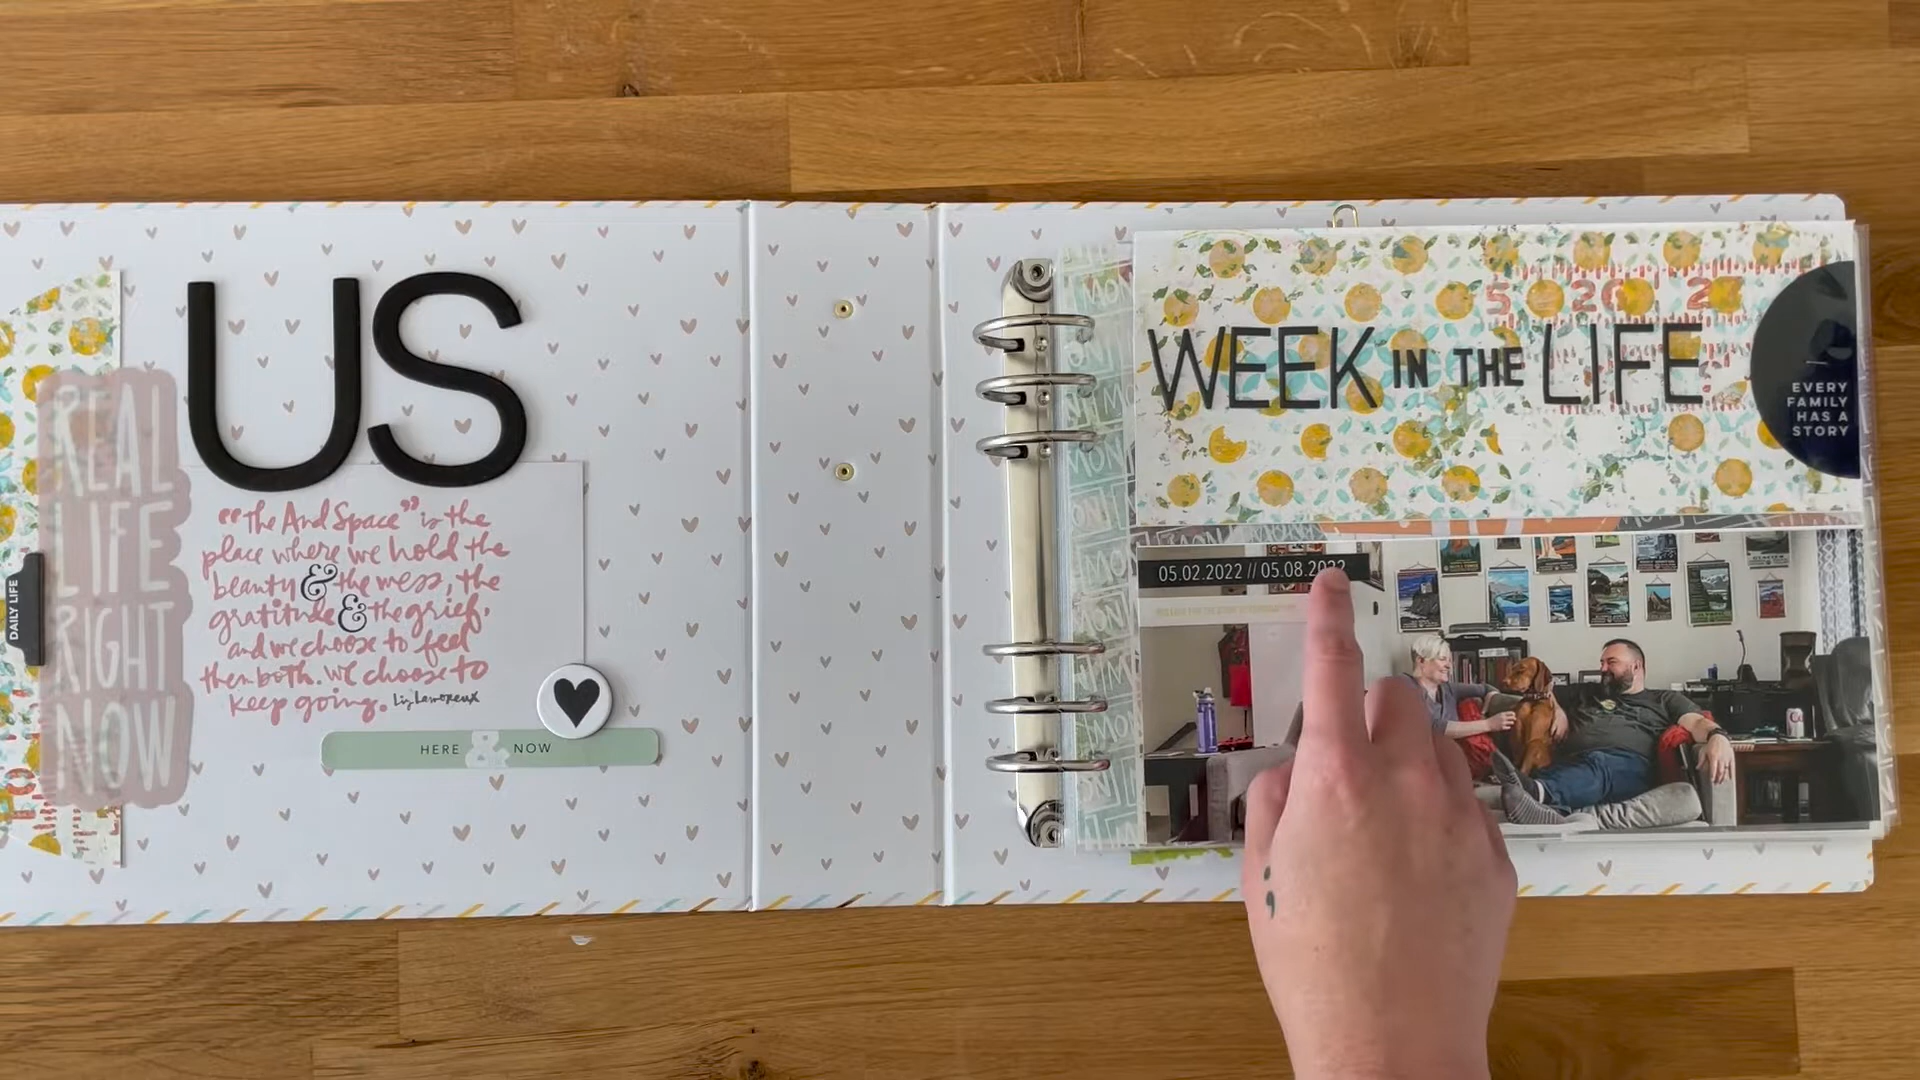 US
REAL
LIFE
RIGHT
NOW
DAILY LIFE
"The And Space" is the
place where we hold the
beauty & the mess, the
gratitude & the grief,
and we choose to feel
them both. We choose to
keep going. Liz Lamoreux
HERE & NOW
WEEK IN THE LIFE
EVERY
FAMILY
HAS A
STORY
05.02.2022 // 05.08.2022